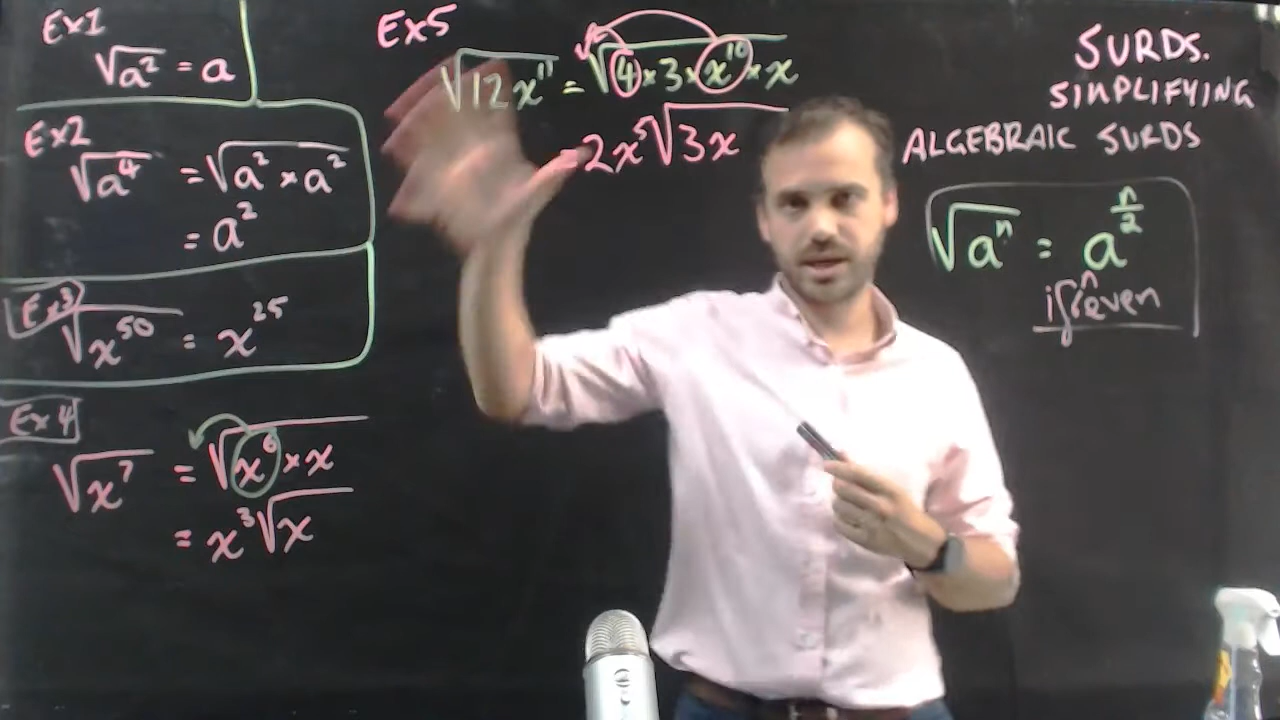 Ex1
√a² = a
Ex2
√a⁴ = √a² × a²
= a²
Ex3
√x⁵⁰ = x²⁵
Ex4
√x⁷ = √x⁶ × x
= x³√x
Ex5
√12x¹¹ = √4 × 3 × x¹⁰ × x
= 2x⁵√3x
SURDS.
SIMPLIFYING
ALGEBRAIC SURDS
√aⁿ = a^(n/2)
if n even